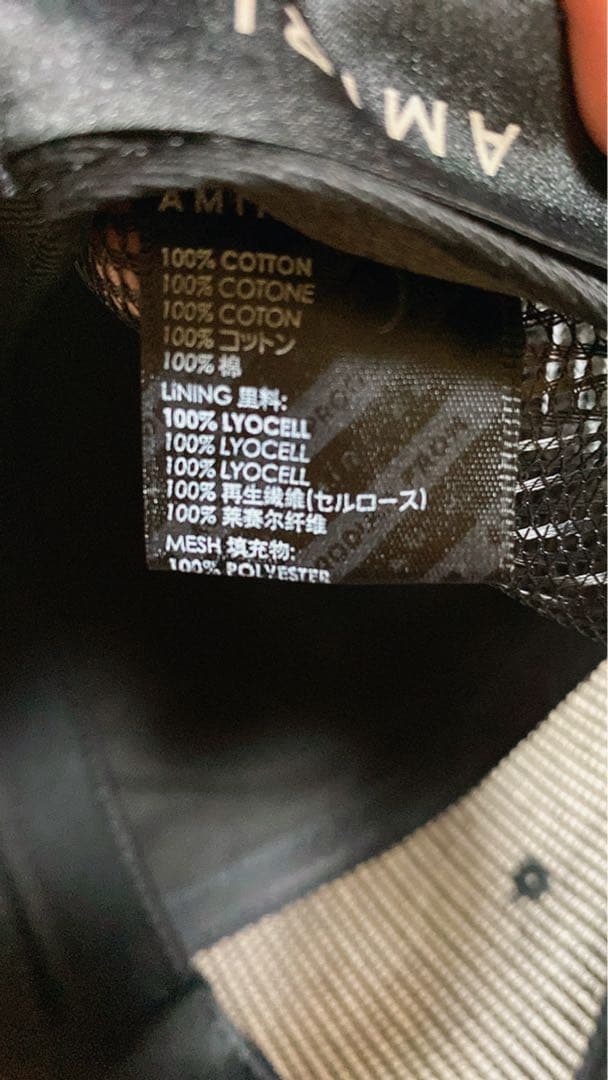 AMIRI
AMI
100% COTTON
100% COTONE
100% COTON
100% コットン
100% 棉
LiNING 里料:
100% LYOCELL
100% LYOCELL
100% LYOCELL
100% 再生繊維(セルロース)
100% 莱赛尔纤维
MESH 填充物:
100% POLYESTER